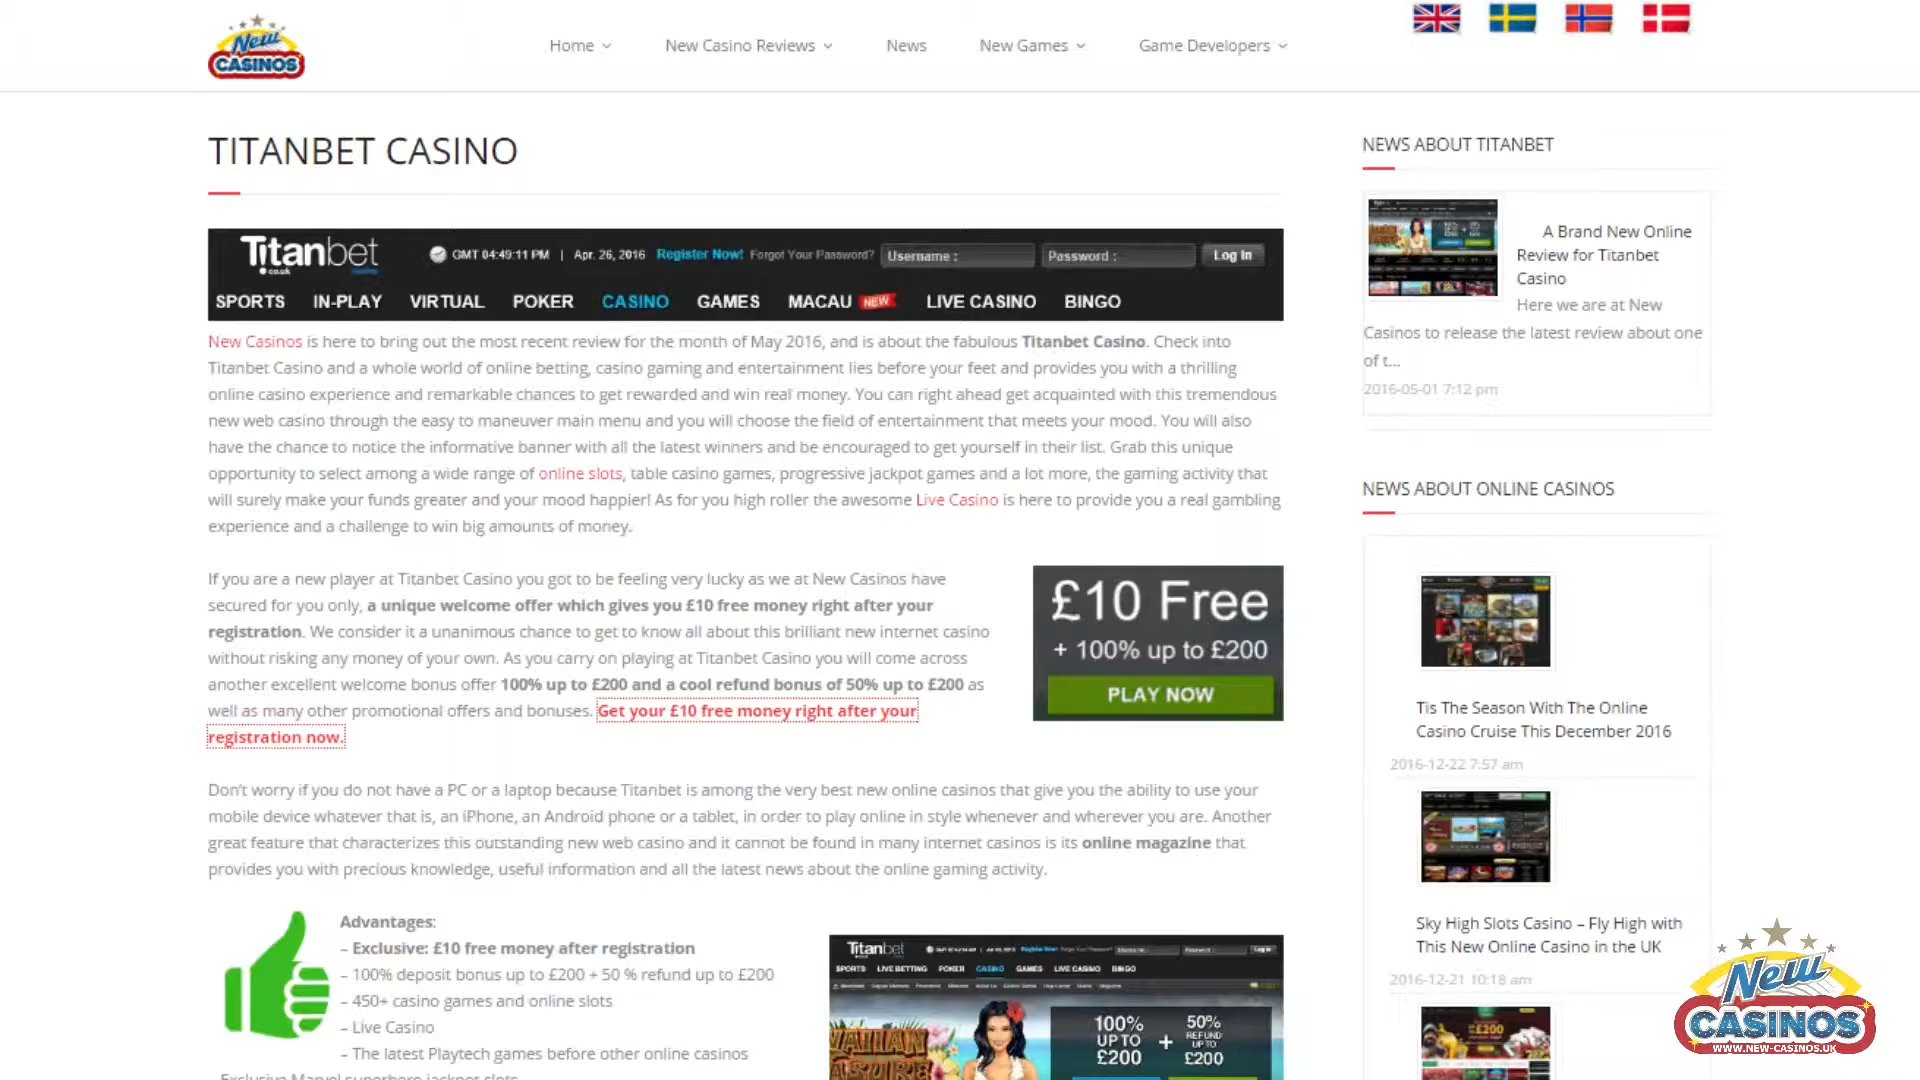 New
CASINOS
Home
New Casino Reviews
News
New Games
Game Developers
TITANBET CASINO
Titanbet
.co.uk
casino
GMT 04:49:11 PM | Apr. 26, 2016 Register Now! Forgot Your Password? Username : Password : Log In
SPORTS IN-PLAY VIRTUAL POKER CASINO GAMES MACAU NEW LIVE CASINO BINGO
New Casinos is here to bring out the most recent review for the month of May 2016, and is about the fabulous Titanbet Casino. Check into
Titanbet Casino and a whole world of online betting, casino gaming and entertainment lies before your feet and provides you with a thrilling
online casino experience and remarkable chances to get rewarded and win real money. You can right ahead get acquainted with this tremendous
new web casino through the easy to maneuver main menu and you will choose the field of entertainment that meets your mood. You will also
have the chance to notice the informative banner with all the latest winners and be encouraged to get yourself in their list. Grab this unique
opportunity to select among a wide range of online slots, table casino games, progressive jackpot games and a lot more, the gaming activity that
will surely make your funds greater and your mood happier! As for you high roller the awesome Live Casino is here to provide you a real gambling
experience and a challenge to win big amounts of money.
If you are a new player at Titanbet Casino you got to be feeling very lucky as we at New Casinos have
secured for you only, a unique welcome offer which gives you £10 free money right after your
registration. We consider it a unanimous chance to get to know all about this brilliant new internet casino
without risking any money of your own. As you carry on playing at Titanbet Casino you will come across
another excellent welcome bonus offer 100% up to £200 and a cool refund bonus of 50% up to £200 as
well as many other promotional offers and bonuses. Get your £10 free money right after your
registration now.
£10 Free
+ 100% up to £200
PLAY NOW
Don't worry if you do not have a PC or a laptop because Titanbet is among the very best new online casinos that give you the ability to use your
mobile device whatever that is, an iPhone, an Android phone or a tablet, in order to play online in style whenever and wherever you are. Another
great feature that characterizes this outstanding new web casino and it cannot be found in many internet casinos is its online magazine that
provides you with precious knowledge, useful information and all the latest news about the online gaming activity.
Advantages:
– Exclusive: £10 free money after registration
– 100% deposit bonus up to £200 + 50 % refund up to £200
– 450+ casino games and online slots
– Live Casino
– The latest Playtech games before other online casinos
Exclusive Marvel superhero jackpot slots
Titanbet
SPORTS LIVE BETTING POKER CASINO GAMES LIVE CASINO BINGO
100%
UP TO
£200
+
50%
REFUND
UP TO
£200
NEWS ABOUT TITANBET
A Brand New Online
Review for Titanbet
Casino
Here we are at New
Casinos to release the latest review about one
of t...
2016-05-01 7:12 pm
NEWS ABOUT ONLINE CASINOS
Tis The Season With The Online
Casino Cruise This December 2016
2016-12-22 7:57 am
Sky High Slots Casino – Fly High with
This New Online Casino in the UK
2016-12-21 10:18 am
£200
New
CASINOS
WWW.NEW-CASINOS.UK